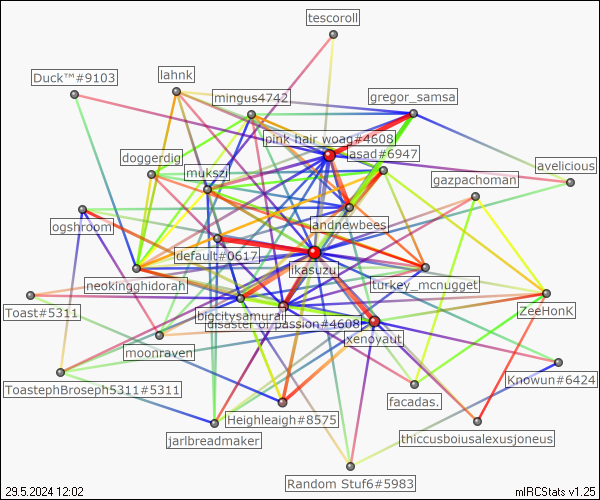 tescoroll
Duck™#9103
lahnk
mingus4742
gregor_samsa
pink hair woag#4608
asad#6947
doggerdig
mukszi
avelicious
gazpachoman
andnewbees
ogshroom
default#0617
ikasuzu
neokingghidorah
turkey_mcnugget
Toast#5311
bigcitysamurai
disaster of passion#4608
ZeeHonK
xenoyaut
moonraven
ToastephBroseph5311#5311
Knowun#6424
facadas.
Heighleaigh#8575
jarlbreadmaker
thiccusboiusalexusjoneus
Random Stuf6#5983
29.5.2024 12:02
mIRCStats v1.25